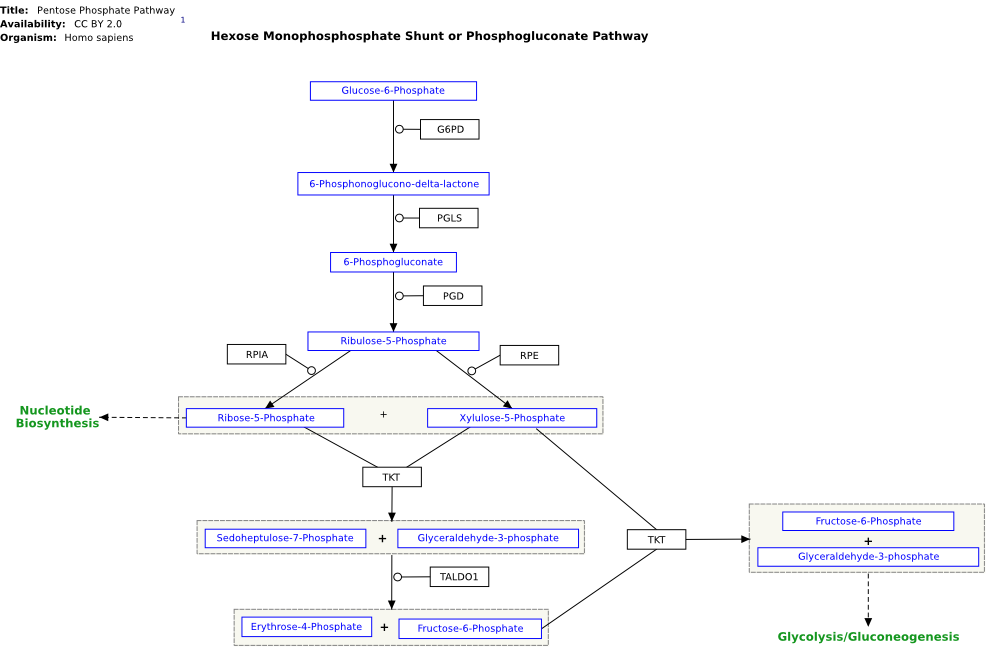 Title: Pentose Phosphate Pathway
Availability: CC BY 2.0
1
Organism: Homo sapiens
Hexose Monophosphosphate Shunt or Phosphogluconate Pathway
Glucose-6-Phosphate
G6PD
6-Phosphonoglucono-delta-lactone
PGLS
6-Phosphogluconate
PGD
Ribulose-5-Phosphate
RPIA
RPE
Nucleotide
Biosynthesis
Ribose-5-Phosphate
+
Xylulose-5-Phosphate
TKT
Sedoheptulose-7-Phosphate
+
Glyceraldehyde-3-phosphate
TKT
Fructose-6-Phosphate
+
Glyceraldehyde-3-phosphate
TALDO1
Erythrose-4-Phosphate
+
Fructose-6-Phosphate
Glycolysis/Gluconeogenesis